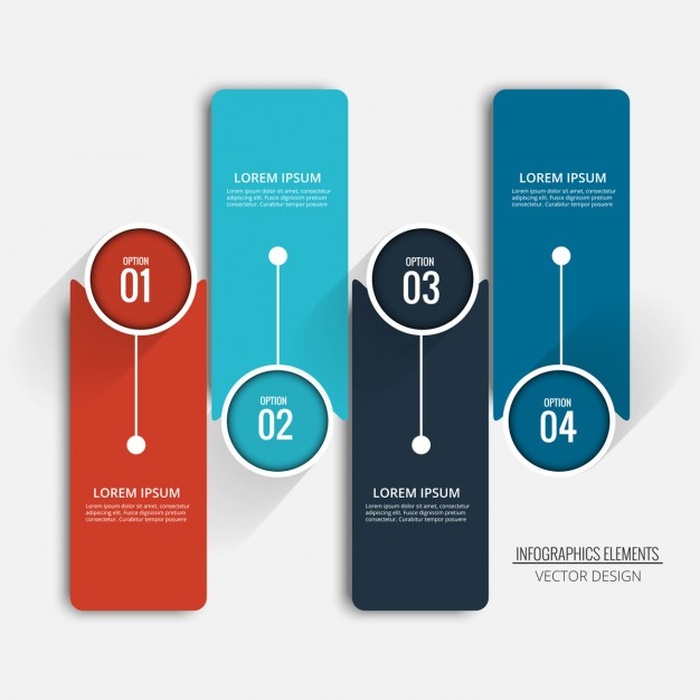 OPTION
01
LOREM IPSUM
Lorem ipsum dolor sit amet, consectetur
adipiscing elit. Fusce dignissim pretium
consectetur. Curabitur tempor posuere
LOREM IPSUM
Lorem ipsum dolor sit amet, consectetur
adipiscing elit. Fusce dignissim pretium
consectetur. Curabitur tempor posuere
OPTION
02
OPTION
03
LOREM IPSUM
Lorem ipsum dolor sit amet, consectetur
adipiscing elit. Fusce dignissim pretium
consectetur. Curabitur tempor posuere
LOREM IPSUM
Lorem ipsum dolor sit amet, consectetur
adipiscing elit. Fusce dignissim pretium
consectetur. Curabitur tempor posuere
OPTION
04
INFOGRAPHICS ELEMENTS
VECTOR DESIGN